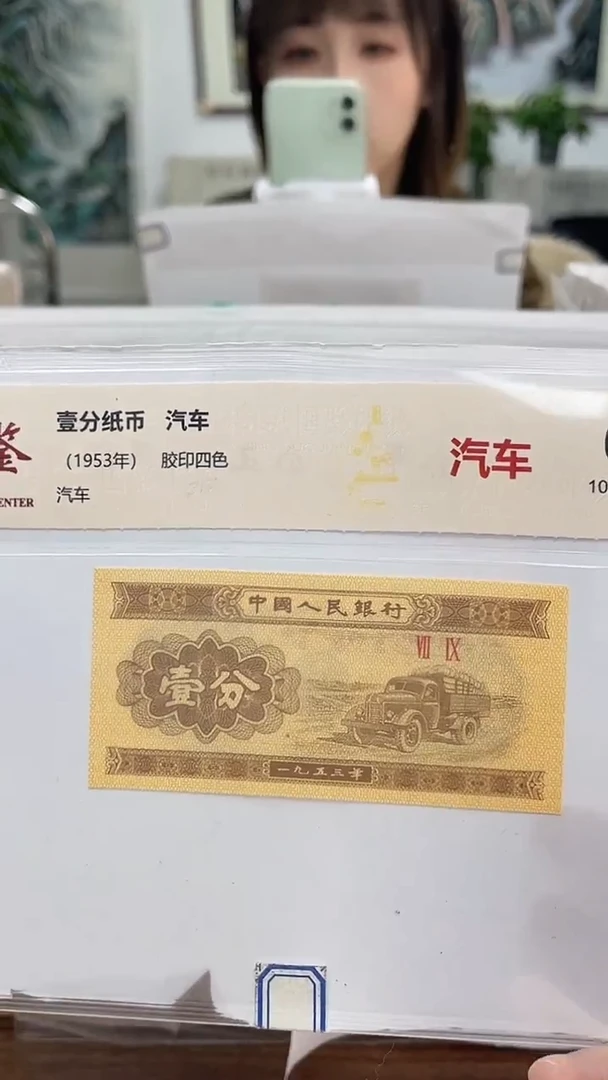 鉴
ENTER
壹分纸币 汽车
（1953年） 胶印四色
汽车
汽车
10
中國人民銀行
VII IX
壹分
一九五三年